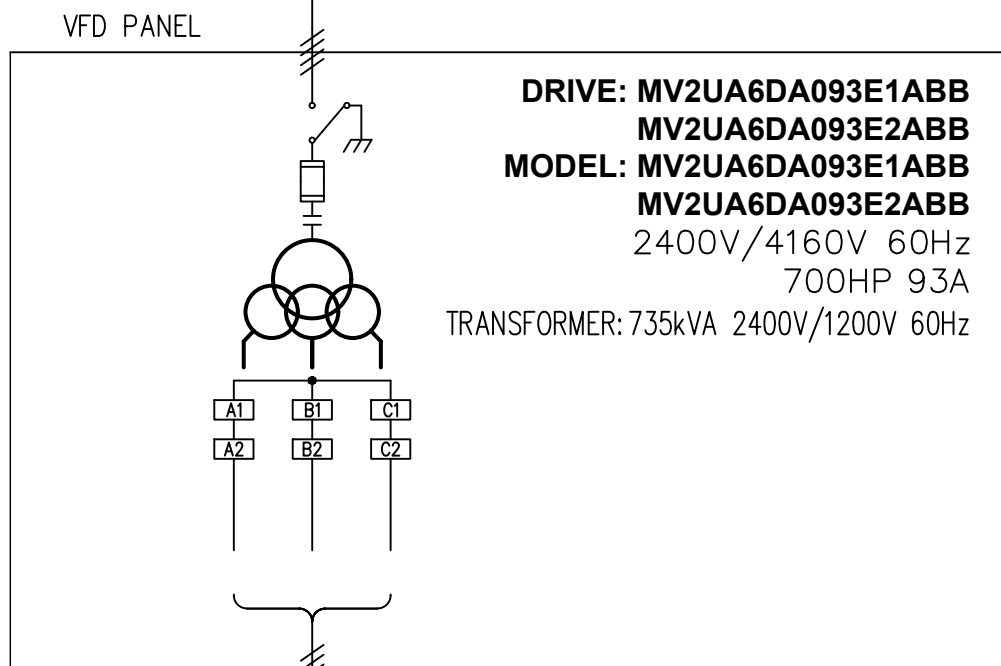 VFD PANEL
DRIVE: MV2UA6DA093E1ABB
MV2UA6DA093E2ABB
MODEL: MV2UA6DA093E1ABB
MV2UA6DA093E2ABB
2400V/4160V 60Hz
700HP 93A
TRANSFORMER: 735kVA 2400V/1200V 60Hz
A1 B1 C1
A2 B2 C2